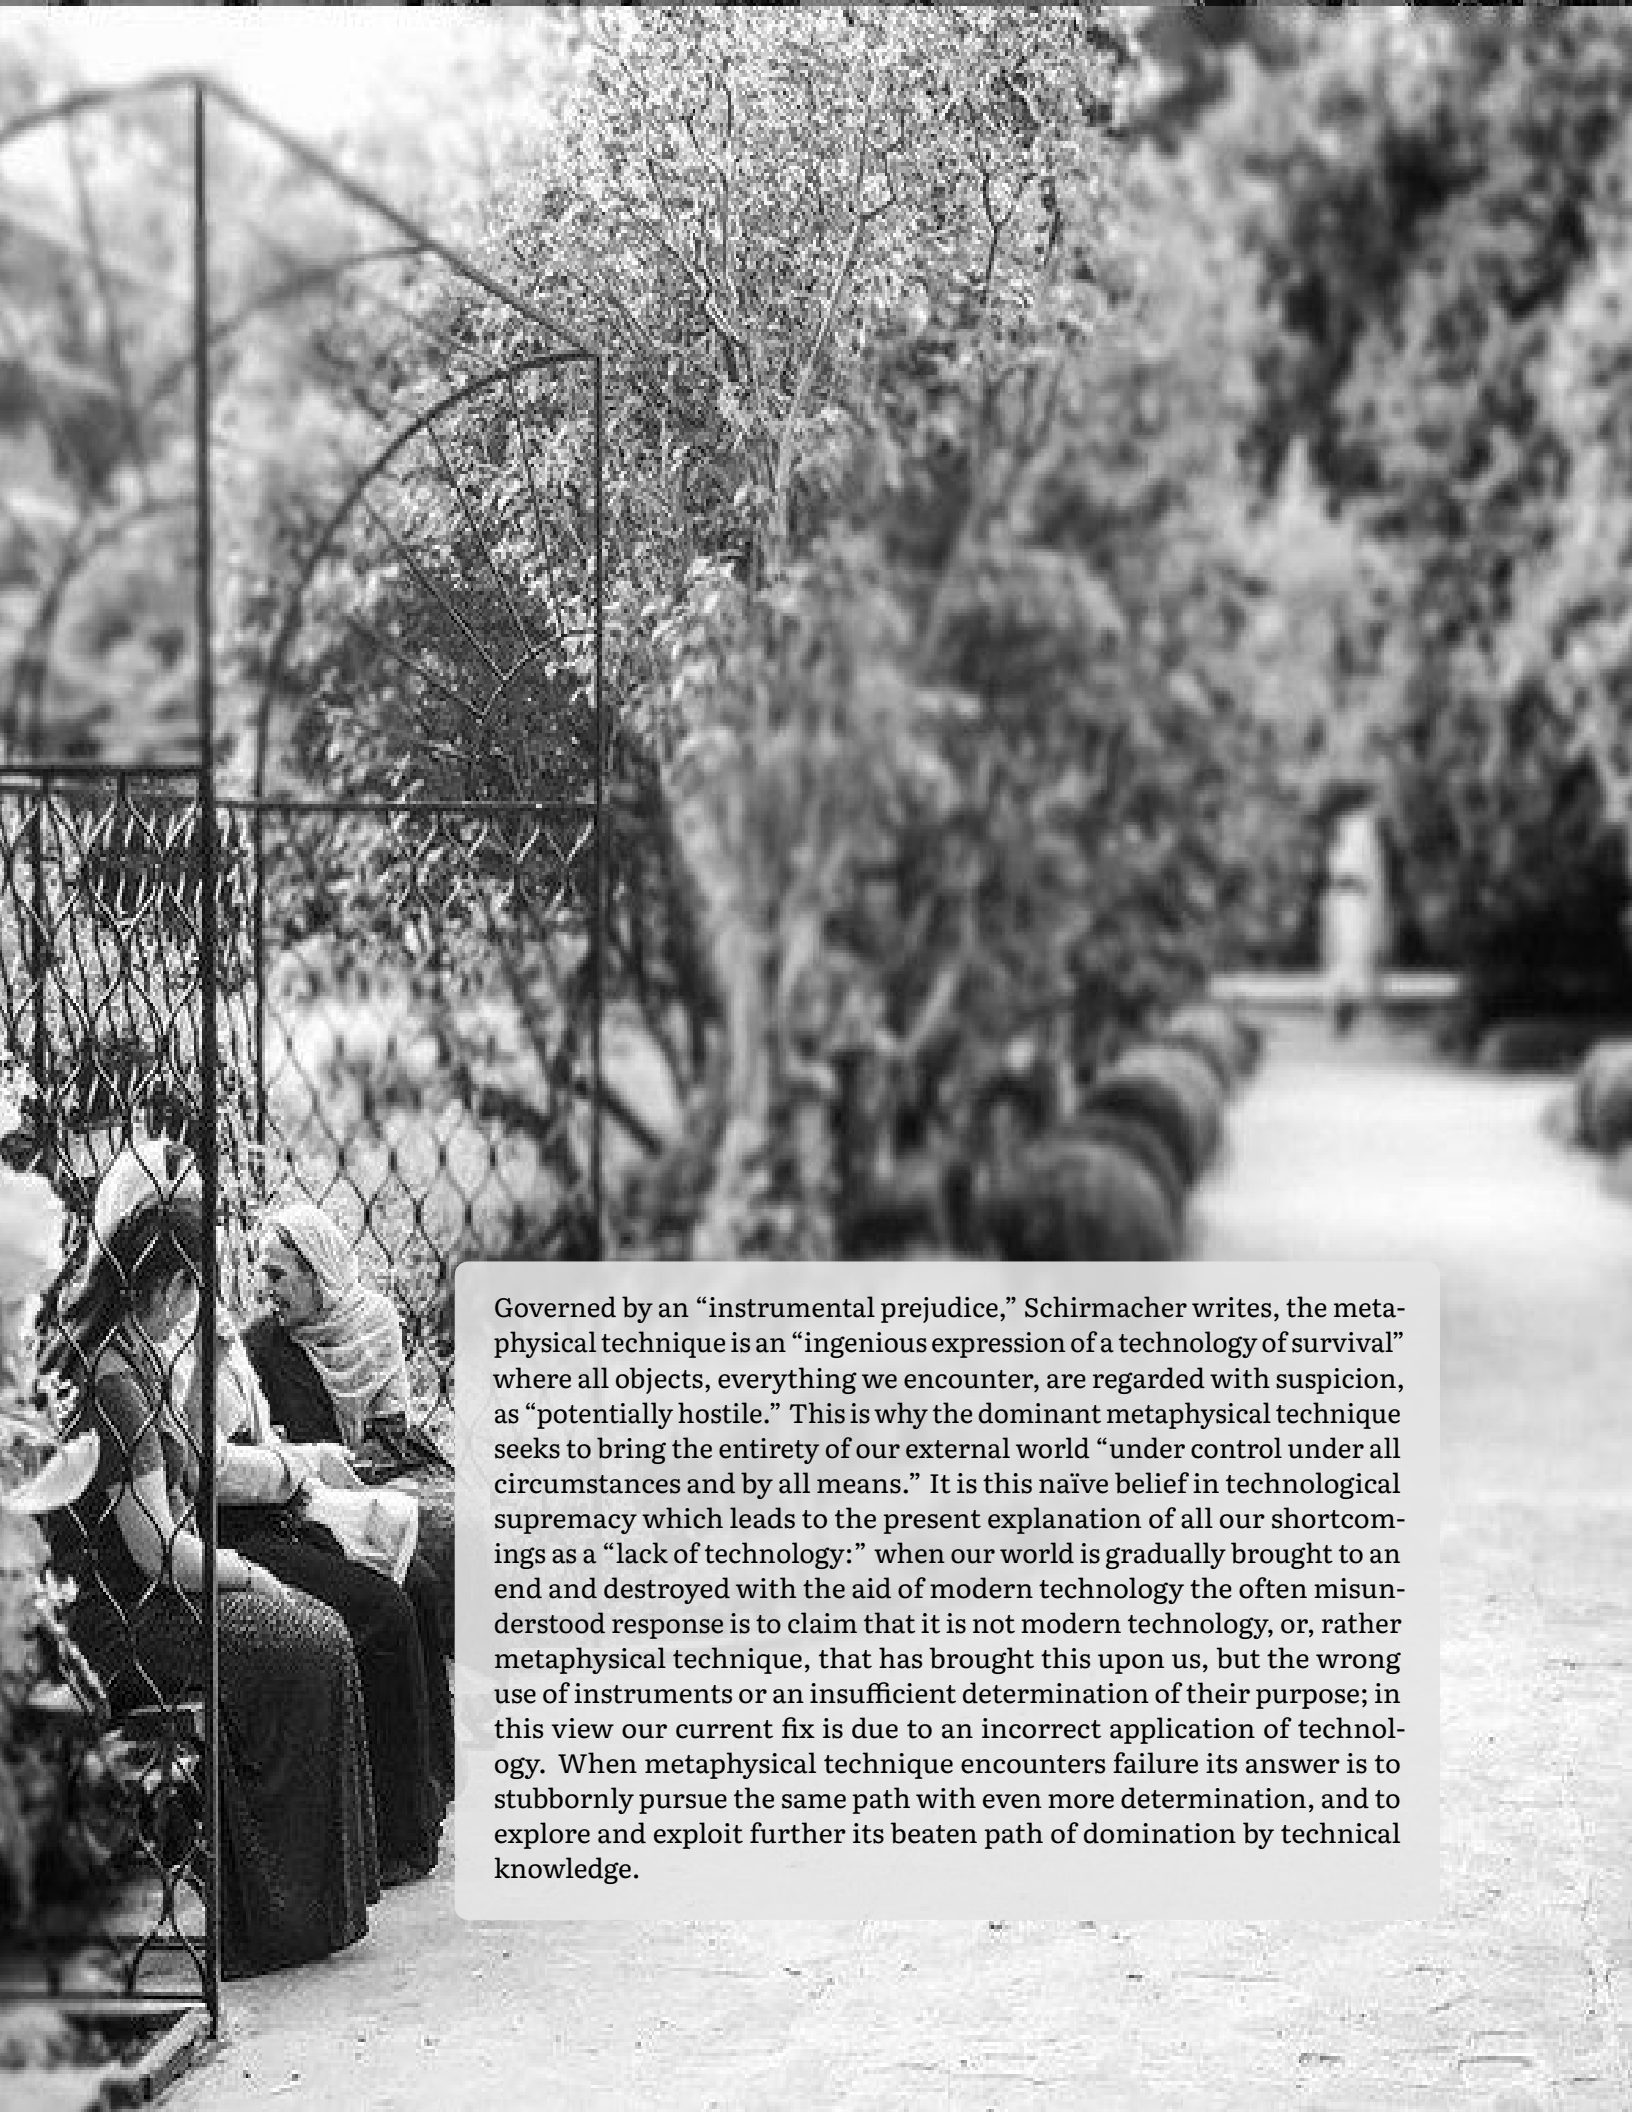 Governed by an “instrumental prejudice,” Schirmacher writes, the meta-
physical technique is an “ingenious expression of a technology of survival”
where all objects, everything we encounter, are regarded with suspicion,
as “potentially hostile.” This is why the dominant metaphysical technique
seeks to bring the entirety of our external world “under control under all
circumstances and by all means.” It is this naïve belief in technological
supremacy which leads to the present explanation of all our shortcom-
ings as a “lack of technology:” when our world is gradually brought to an
end and destroyed with the aid of modern technology the often misun-
derstood response is to claim that it is not modern technology, or, rather
metaphysical technique, that has brought this upon us, but the wrong
use of instruments or an insufficient determination of their purpose; in
this view our current fix is due to an incorrect application of technol-
ogy. When metaphysical technique encounters failure its answer is to
stubbornly pursue the same path with even more determination, and to
explore and exploit further its beaten path of domination by technical
knowledge.